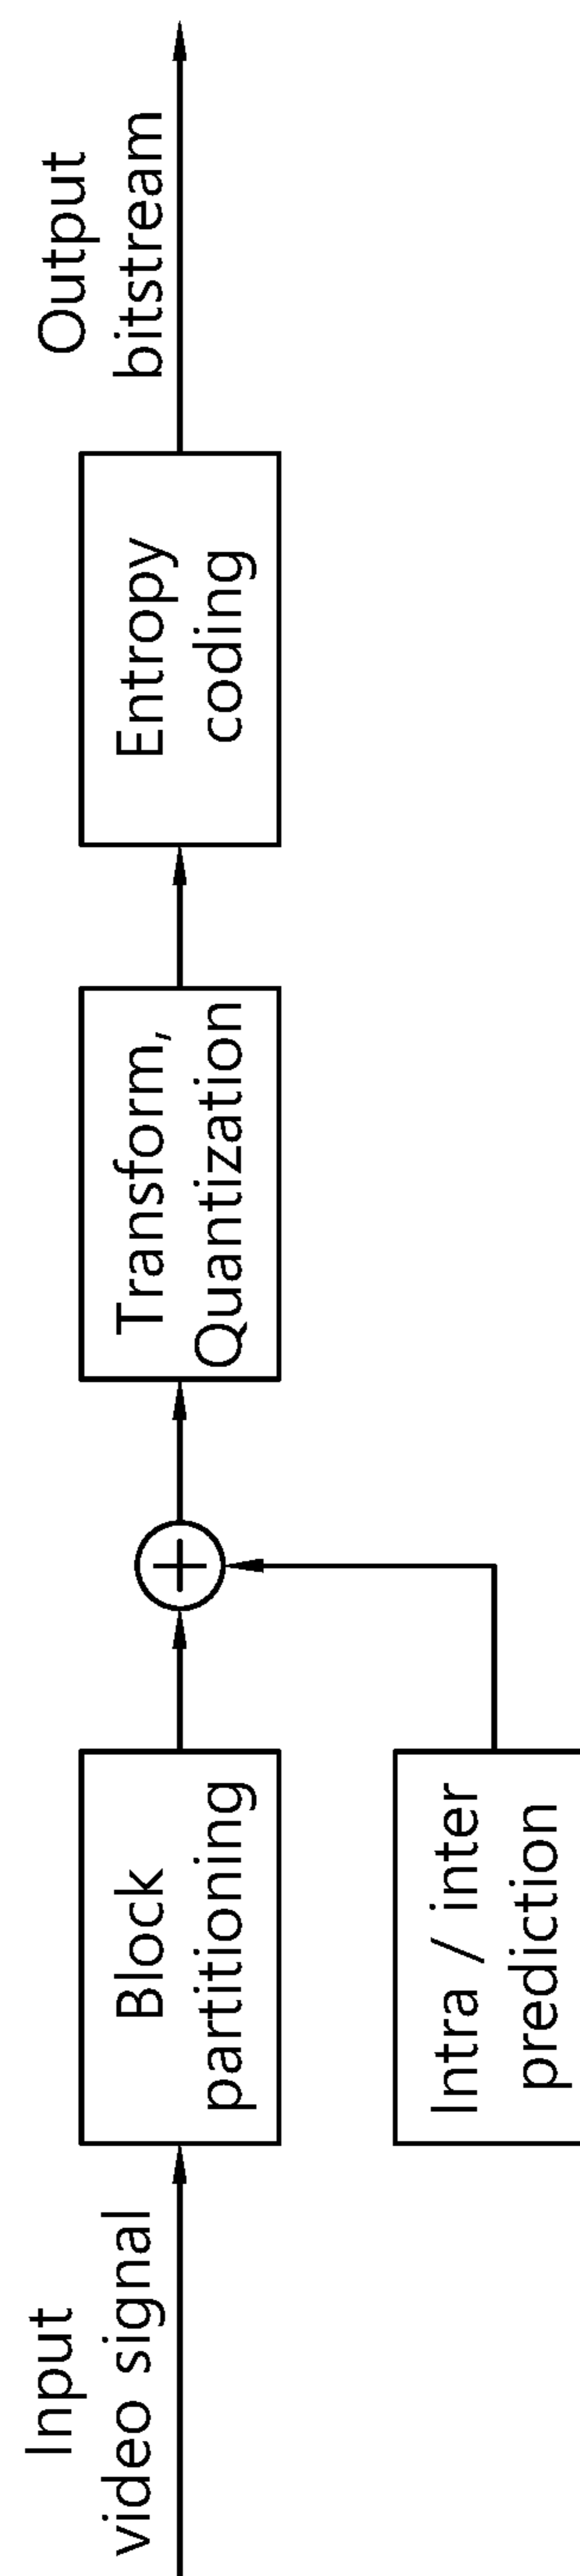 Input
video signal
Block
partitioning
Intra / inter
prediction
Transform,
Quantization
Entropy
coding
Output
bitstream